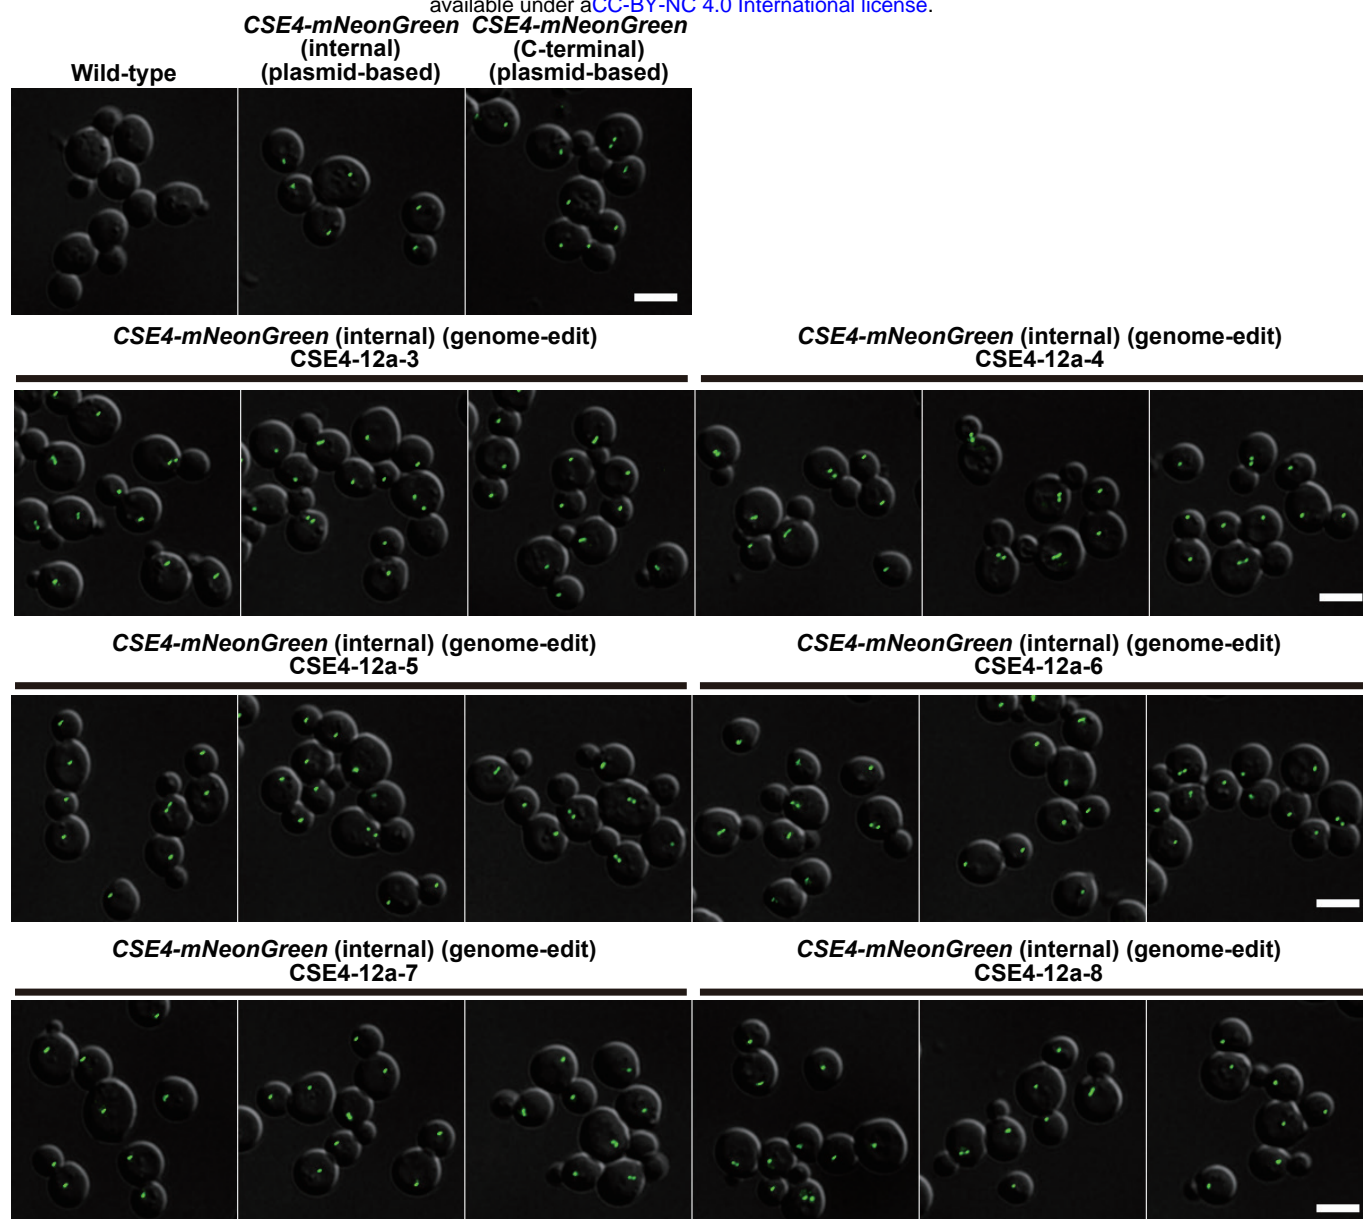 available under aCC-BY-NC 4.0 International license.
CSE4-mNeonGreen CSE4-mNeonGreen
(internal) (C-terminal)
Wild-type (plasmid-based) (plasmid-based)
CSE4-mNeonGreen (internal) (genome-edit) CSE4-mNeonGreen (internal) (genome-edit)
CSE4-12a-3 CSE4-12a-4
CSE4-mNeonGreen (internal) (genome-edit) CSE4-mNeonGreen (internal) (genome-edit)
CSE4-12a-5 CSE4-12a-6
CSE4-mNeonGreen (internal) (genome-edit) CSE4-mNeonGreen (internal) (genome-edit)
CSE4-12a-7 CSE4-12a-8